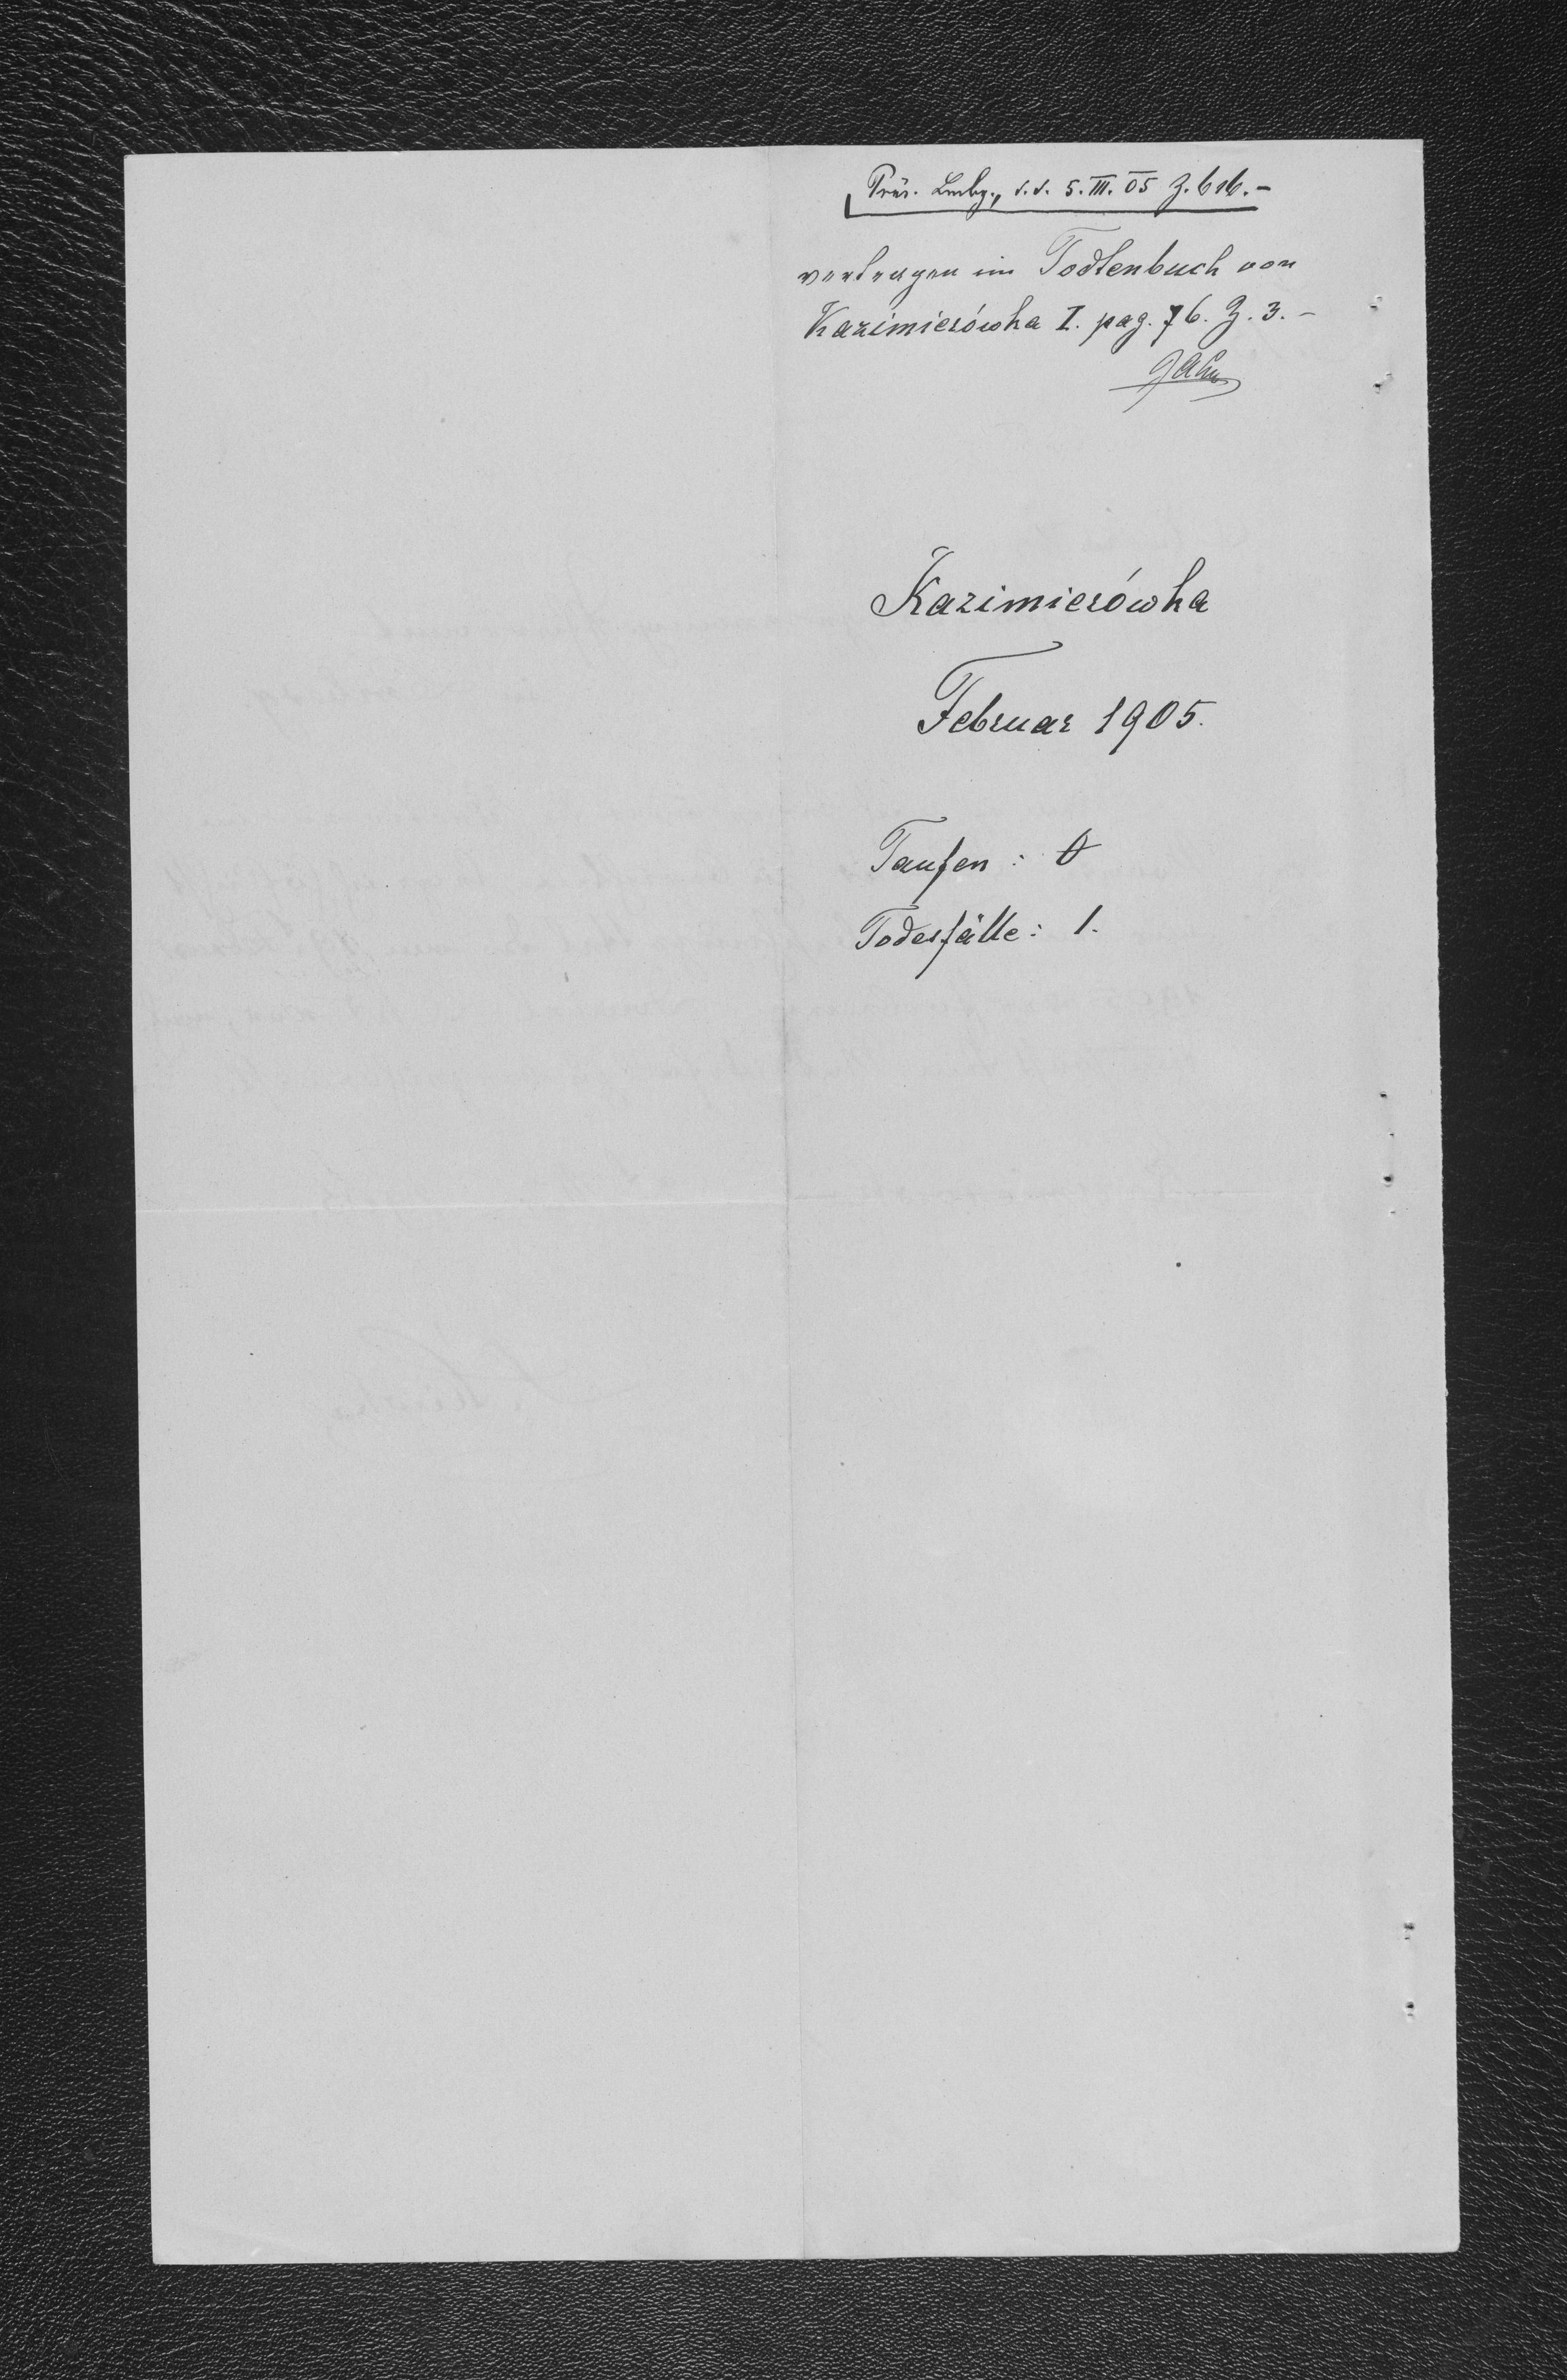 Präs. Lmbg., d.d. 5. III. 05 Z. 616.-
vertragen im Todtenbuch von
Kazimierówka I. pag. 76. Z. 3.-
Kazimierówka
Februar 1905.
Taufen: 0
Todesfälle: 1.